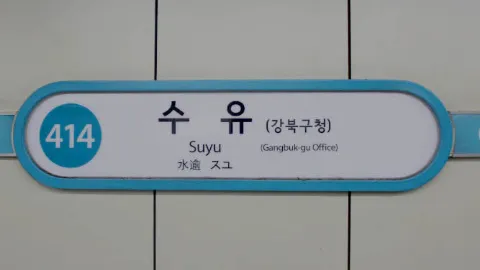 414
수 유 (강북구청)
Suyu (Gangbuk-gu Office)
水逾 スユ